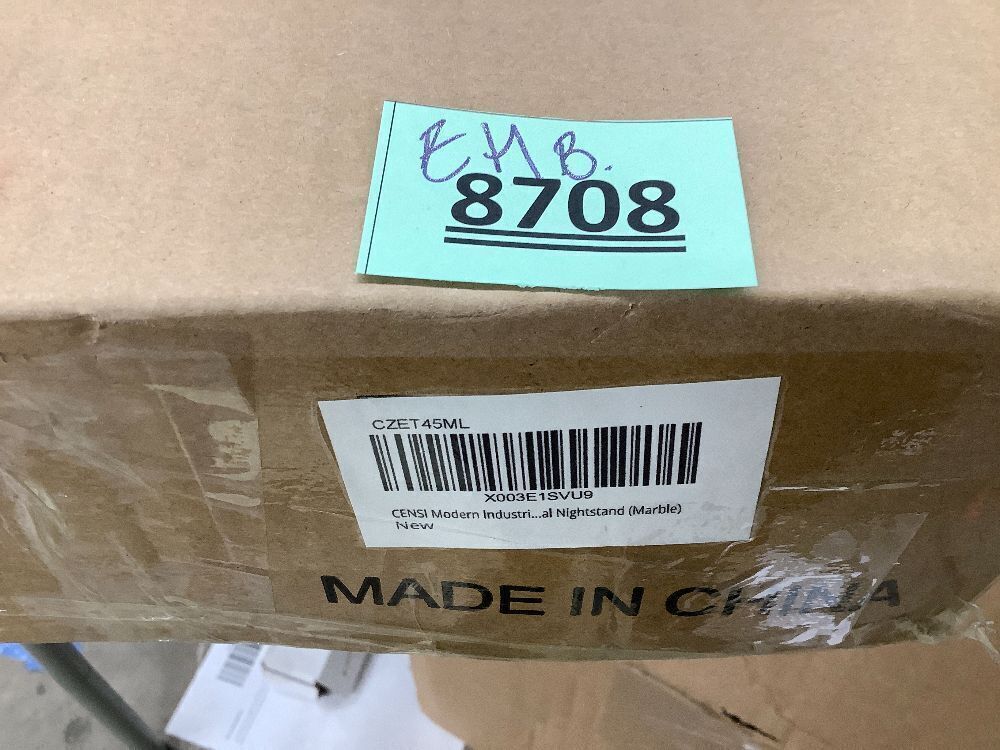 EMB.
8708
CZET45ML
X003E1SVU9
CENSI Modern Industri...al Nightstand (Marble)
New
MADE IN CHINA